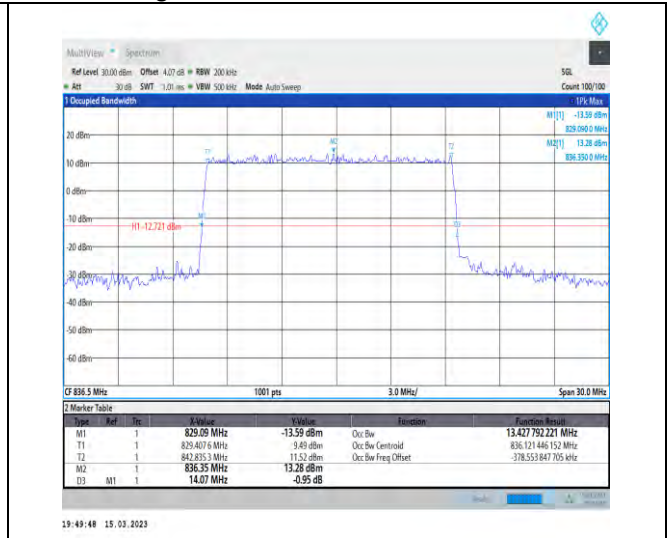 MultiView Spectrum
Ref Level 30.00 dBm Offset 4.07 dB RBW 200 kHz SGL
Att 30 dB SWT 1.01 ms VBW 500 kHz Mode Auto Sweep Count 100/100
1 Occupied Bandwidth 1Pk Max
M1[1] -13.59 dBm
829.090 0 MHz
M2[1] 13.28 dBm
836.350 0 MHz
20 dBm
M2
T1
T2
10 dBm
0 dBm
-10 dBm
M1
H1 -12.721 dBm
D3
-20 dBm
-30 dBm
-40 dBm
-50 dBm
-60 dBm
CF 836.5 MHz 1001 pts 3.0 MHz/ Span 30.0 MHz
2 Marker Table
Type Ref Trc X-Value Y-Value Function Function Result
M1 1 829.09 MHz -13.59 dBm Occ Bw 13.427 792 221 MHz
T1 1 829.407 6 MHz 9.49 dBm Occ Bw Centroid 836.121 446 152 MHz
T2 1 842.835 3 MHz 11.52 dBm Occ Bw Freq Offset -378.553 847 705 kHz
M2 1 836.35 MHz 13.28 dBm
D3 M1 1 14.07 MHz -0.95 dB
19:49:48 15.03.2023